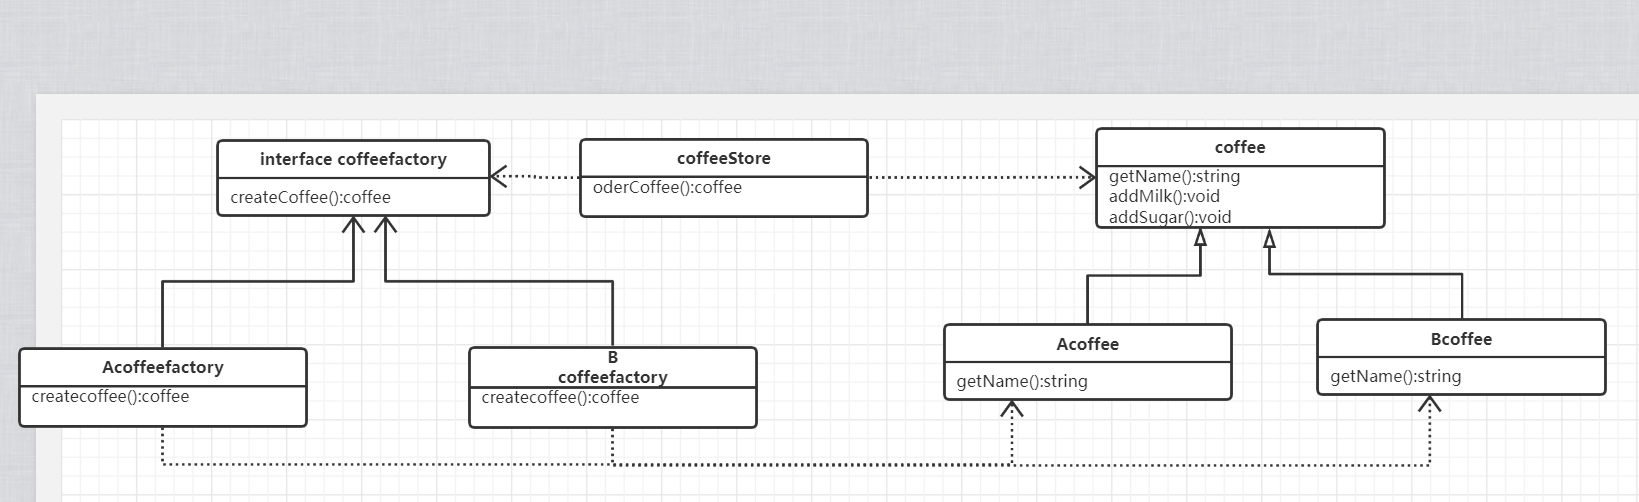 interface coffeefactory
createCoffee():coffee
coffeeStore
oderCoffee():coffee
coffee
getName():string
addMilk():void
addSugar():void
Acoffeefactory
createcoffee():coffee
B
coffeefactory
createcoffee():coffee
Acoffee
getName():string
Bcoffee
getName():string